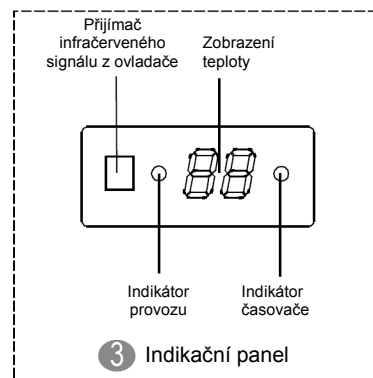 Přijímač
infračerveného
signálu z ovladače
Zobrazení
teploty
88
Indikátor
provozu
Indikátor
časovače
3 Indikační panel